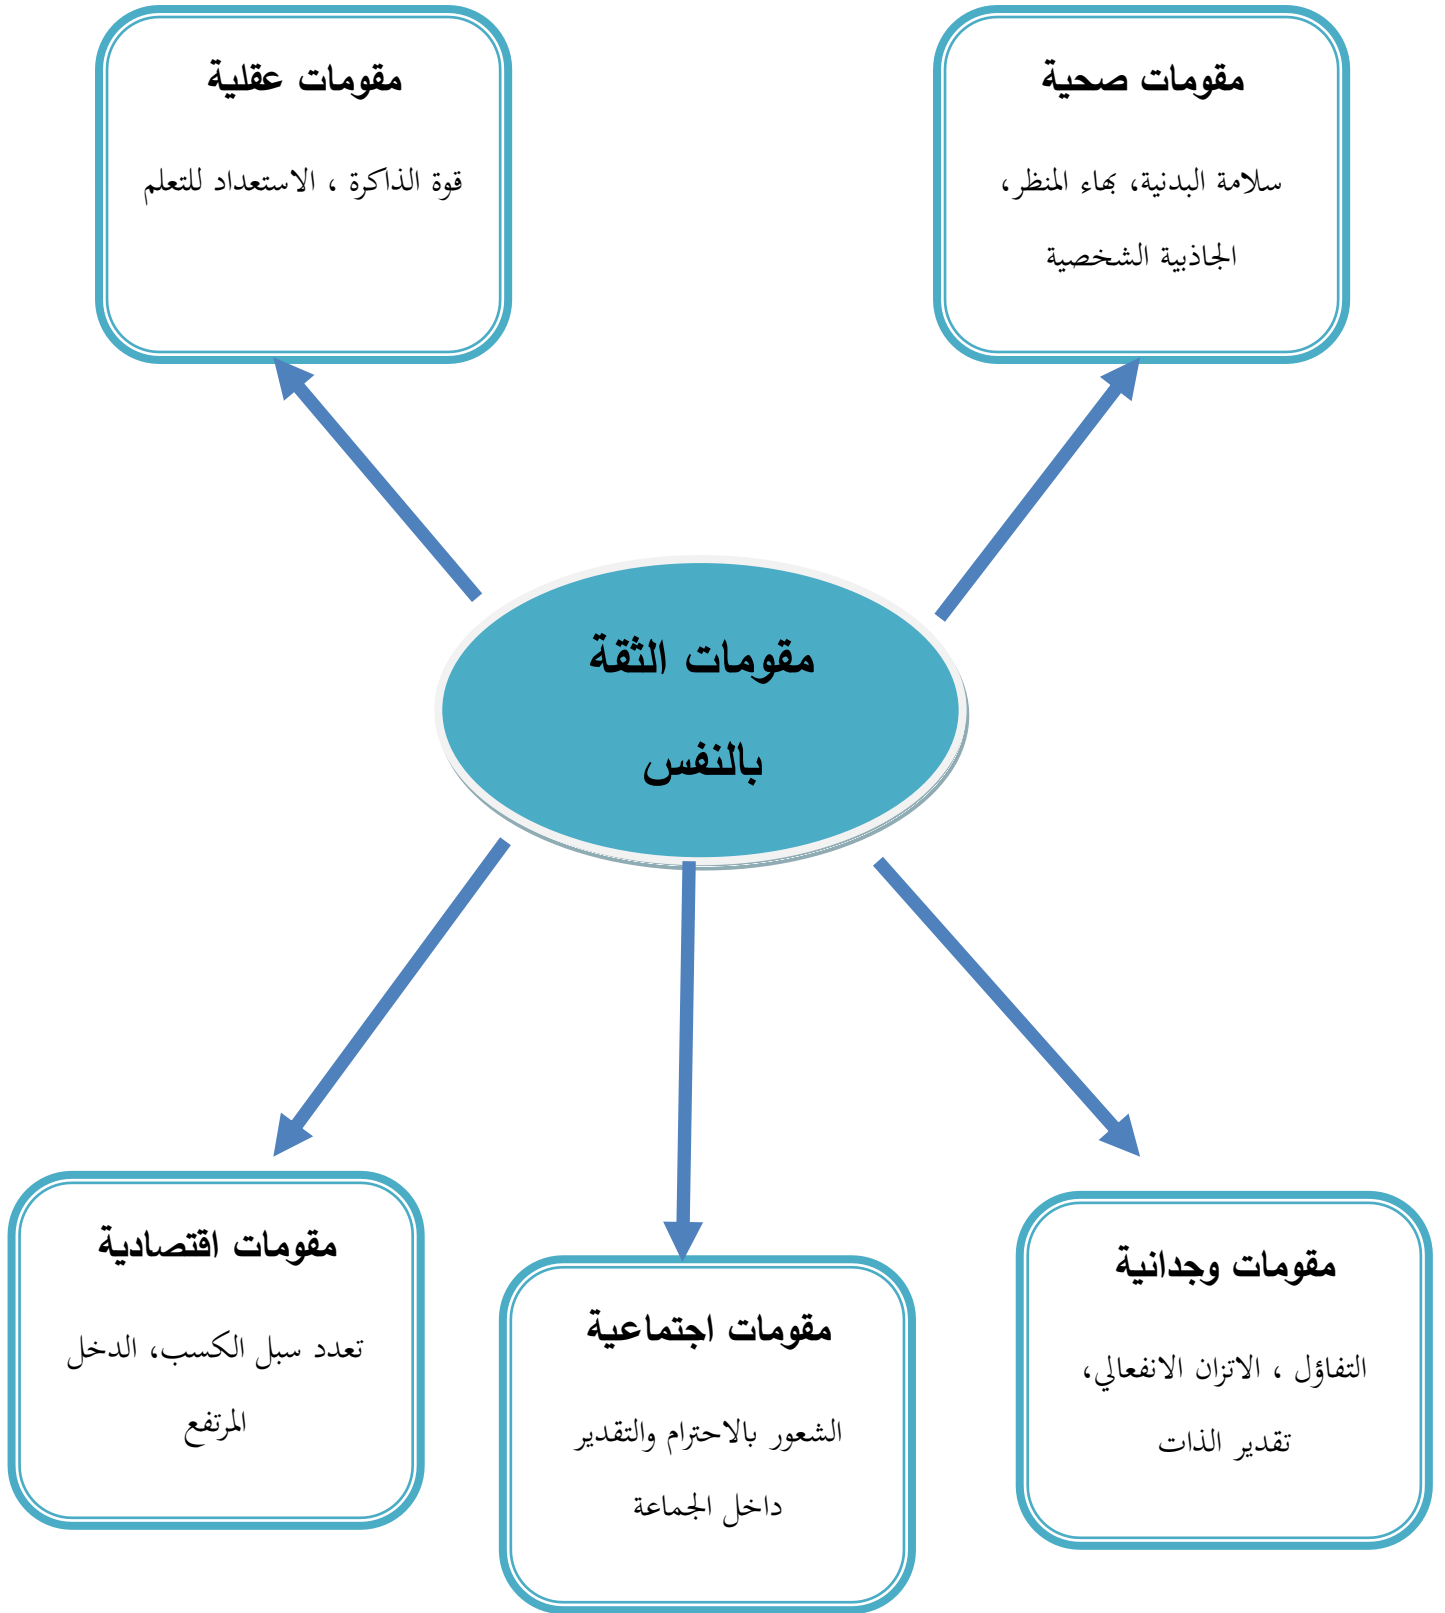 مقومات صحية
سلامة البدنية، بهاء المنظر،
الجاذبية الشخصية
مقومات عقلية
قوة الذاكرة ، الاستعداد للتعلم
مقومات الثقة
بالنفس
مقومات وجدانية
التفاؤل ، الاتزان الانفعالي،
تقدير الذات
مقومات اجتماعية
الشعور بالاحترام والتقدير
داخل الجماعة
مقومات اقتصادية
تعدد سبل الكسب، الدخل
المرتفع